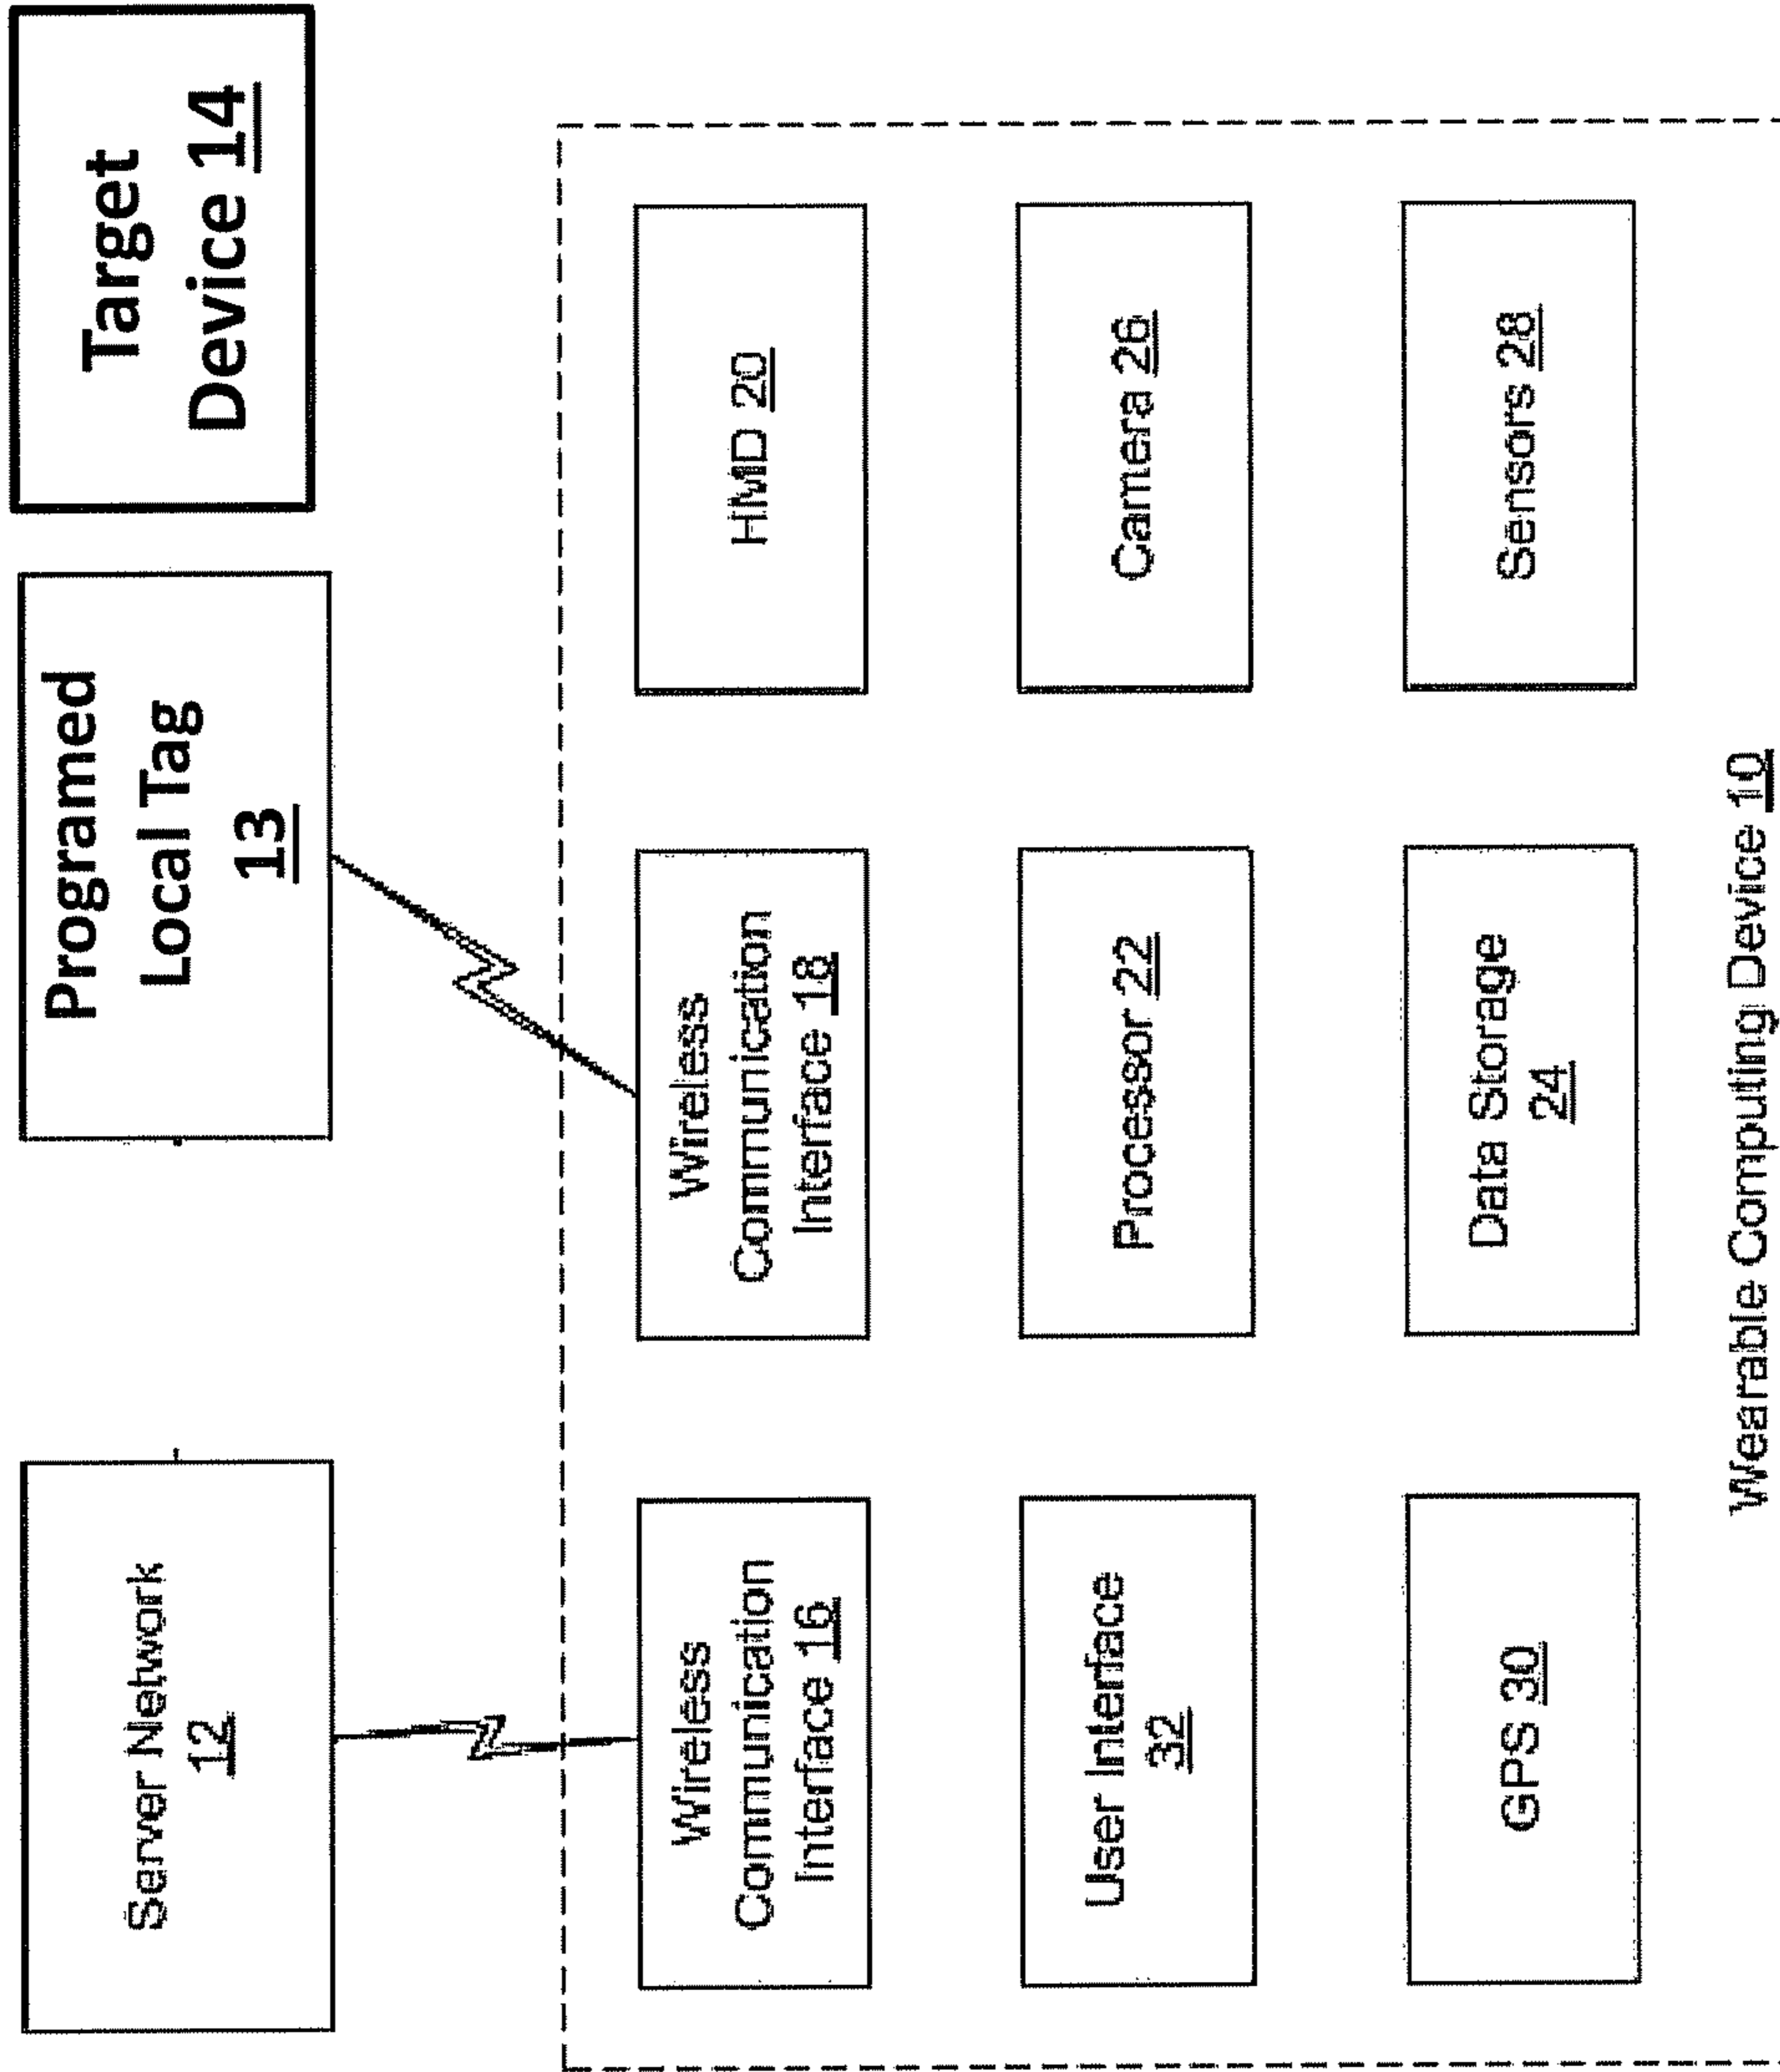 Server Network
12
Programed
Local Tag
13
Target
Device 14
Wireless
Communication
Interface 16
Wireless
Communication
Interface 18
HMD 20
User Interface
32
Processor 22
Camera 26
GPS 30
Data Storage
24
Sensors 28
Wearable Computing Device 10